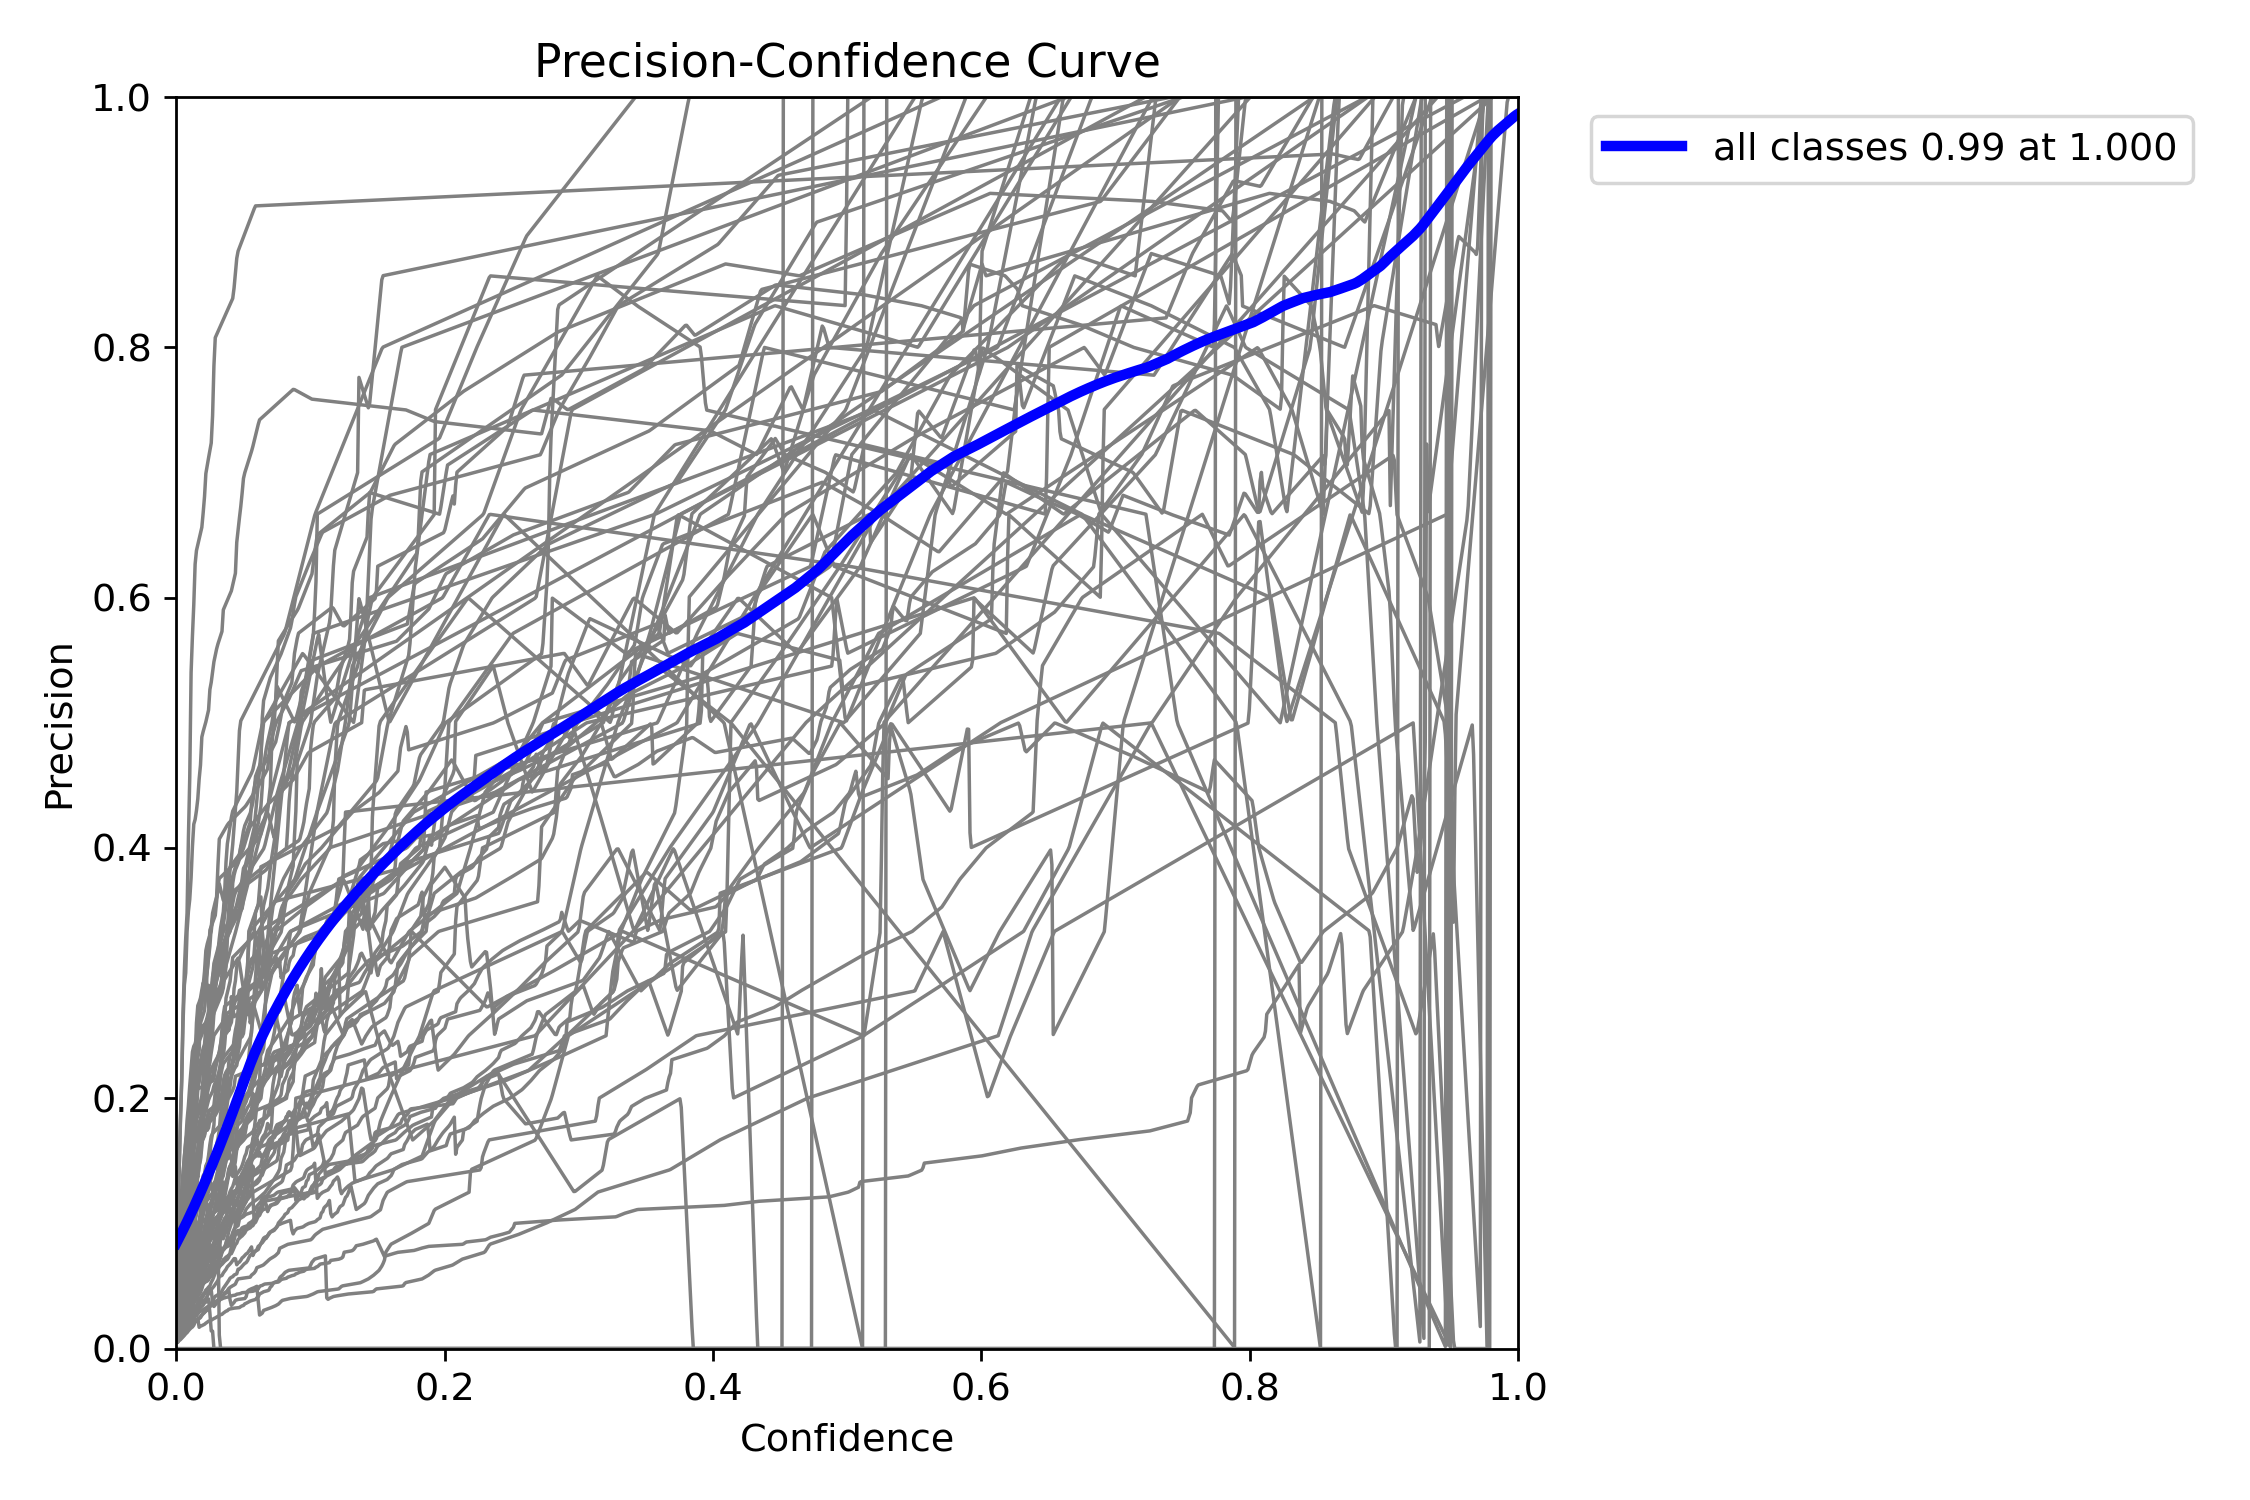 Precision-Confidence Curve
1.0
0.8
0.6
0.4
0.2
0.0
Precision
0.0 0.2 0.4 0.6 0.8 1.0
Confidence
all classes 0.99 at 1.000